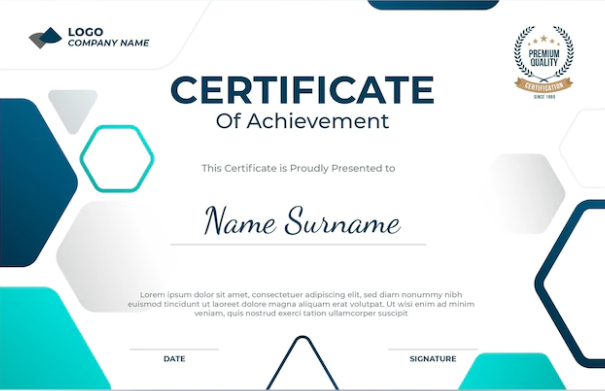 LOGO
COMPANY NAME
PREMIUM
QUALITY
CERTIFICATION
SINCE 1989
CERTIFICATE
Of Achievement
This Certificate is Proudly Presented to
Name Surname
Lorem ipsum dolor sit amet, consectetuer adipiscing elit, sed diam nonummy nibh
euismod tincidunt ut laoreet dolore magna aliquam erat volutpat. Ut wisi enim ad minim
veniam, quis nostrud exerci tation ullamcorper suscipit
DATE
SIGNATURE